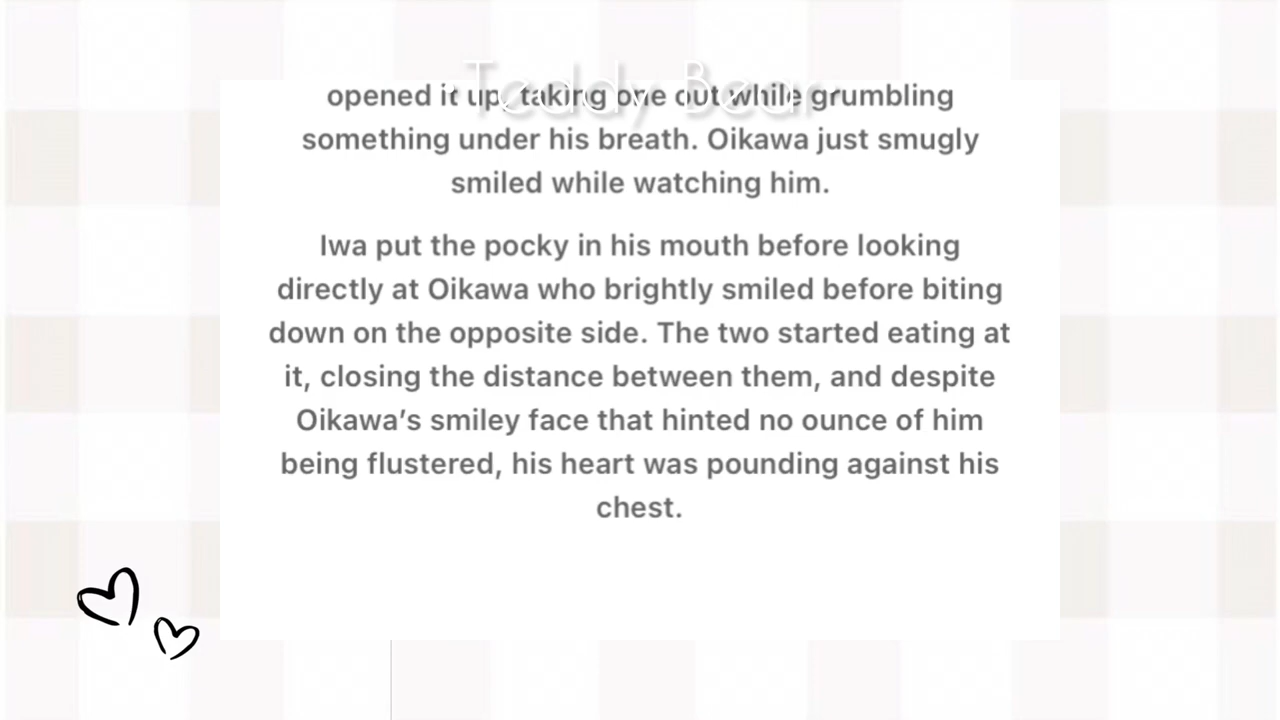 Teddy Bear
opened it up, taking one out while grumbling
something under his breath. Oikawa just smugly
smiled while watching him.
Iwa put the pocky in his mouth before looking
directly at Oikawa who brightly smiled before biting
down on the opposite side. The two started eating at
it, closing the distance between them, and despite
Oikawa’s smiley face that hinted no ounce of him
being flustered, his heart was pounding against his
chest.